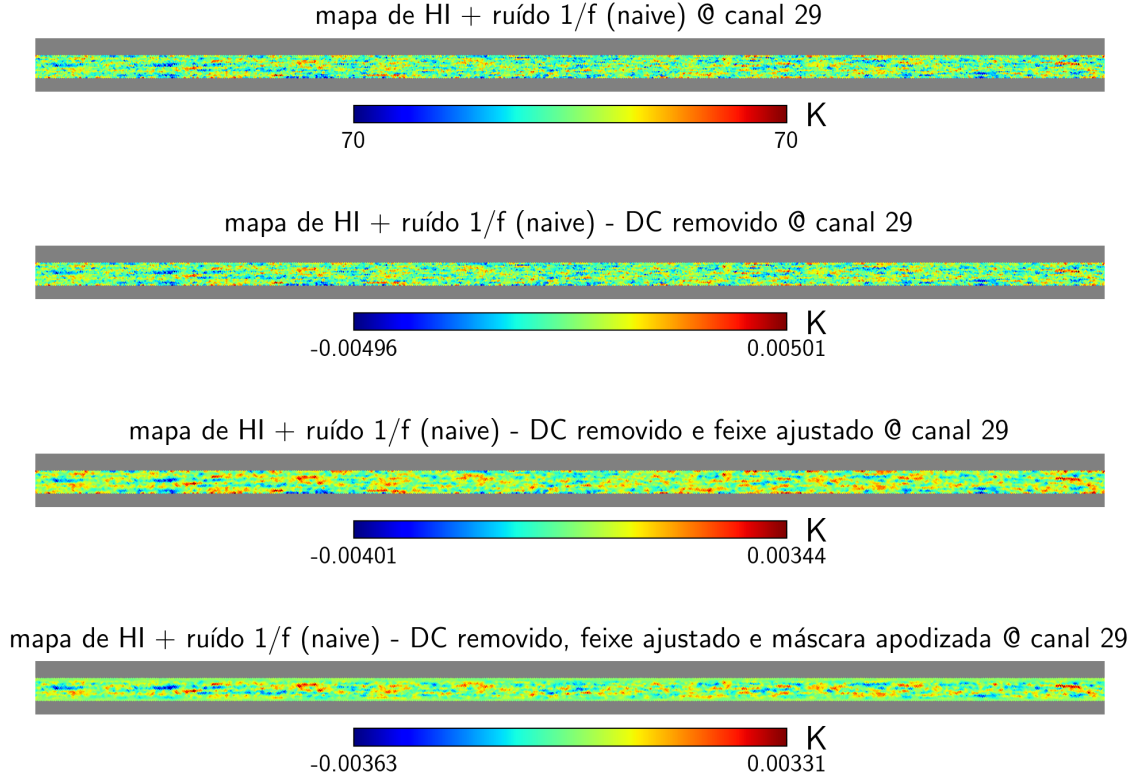 mapa de HI + ruído 1/f (naive) @ canal 29
K
70 70
mapa de HI + ruído 1/f (naive) - DC removido @ canal 29
K
-0.00496 0.00501
mapa de HI + ruído 1/f (naive) - DC removido e feixe ajustado @ canal 29
K
-0.00401 0.00344
mapa de HI + ruído 1/f (naive) - DC removido, feixe ajustado e máscara apodizada @ canal 29
K
-0.00363 0.00331